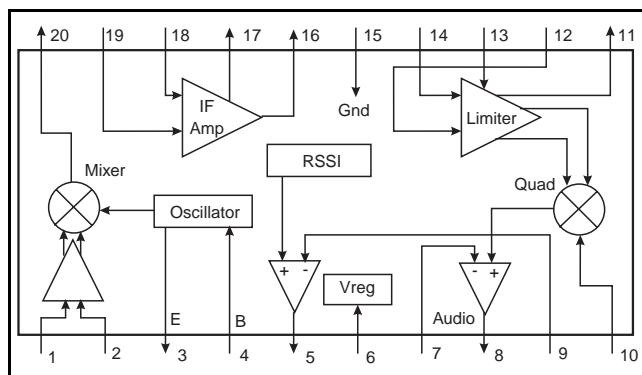 20 19 18 17 16 15 14 13 12 11
IF
Amp
Gnd
Limiter
RSSI
Mixer
Quad
Oscillator
+ -
- +
Vreg
E B
Audio
1 2 3 4 5 6 7 8 9 10